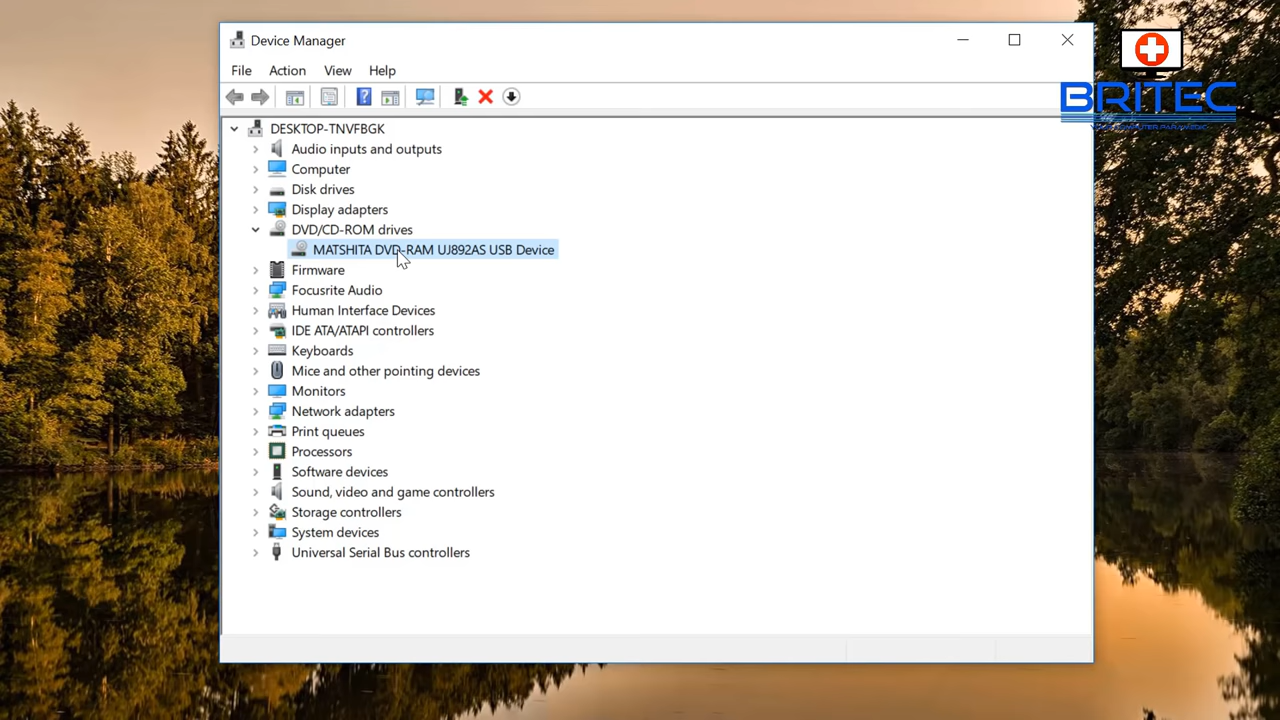 Device Manager
BRITEC
File Action View Help
DESKTOP-TNVFBGK
Audio inputs and outputs
Computer
Disk drives
Display adapters
DVD/CD-ROM drives
MATSHITA DVD-RAM UJ892AS USB Device
Firmware
Focusrite Audio
Human Interface Devices
IDE ATA/ATAPI controllers
Keyboards
Mice and other pointing devices
Monitors
Network adapters
Print queues
Processors
Software devices
Sound, video and game controllers
Storage controllers
System devices
Universal Serial Bus controllers